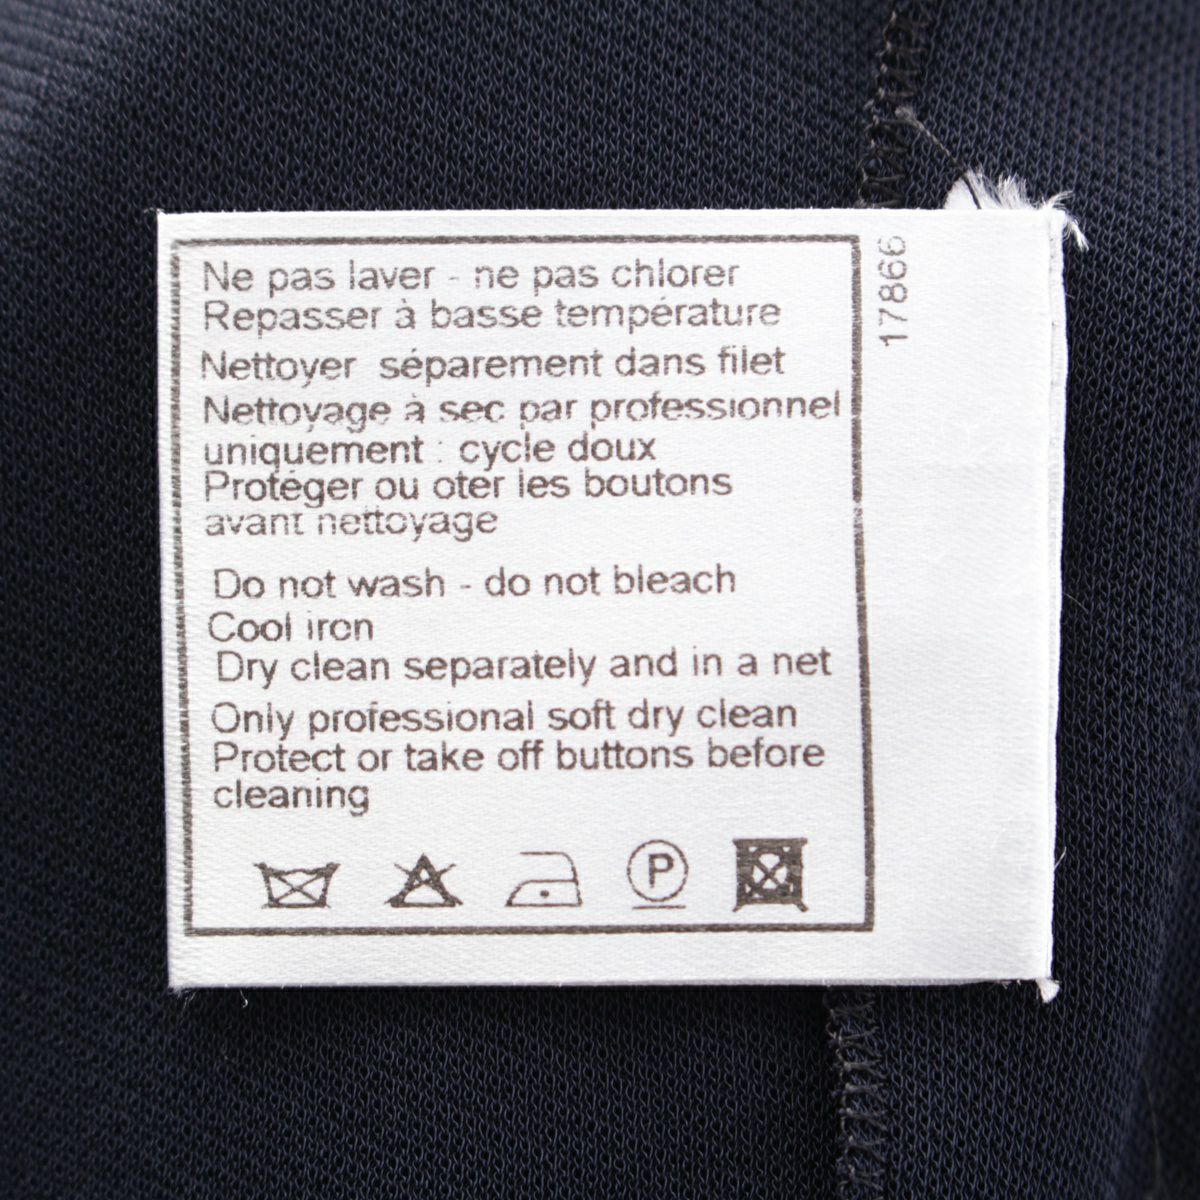 Ne pas laver - ne pas chlorer
Repasser à basse température
Nettoyer séparement dans filet
Nettoyage à sec par professionnel
uniquement : cycle doux
Protéger ou oter les boutons
avant nettoyage
Do not wash - do not bleach
Cool iron
Dry clean separately and in a net
Only professional soft dry clean
Protect or take off buttons before
cleaning
P
17866